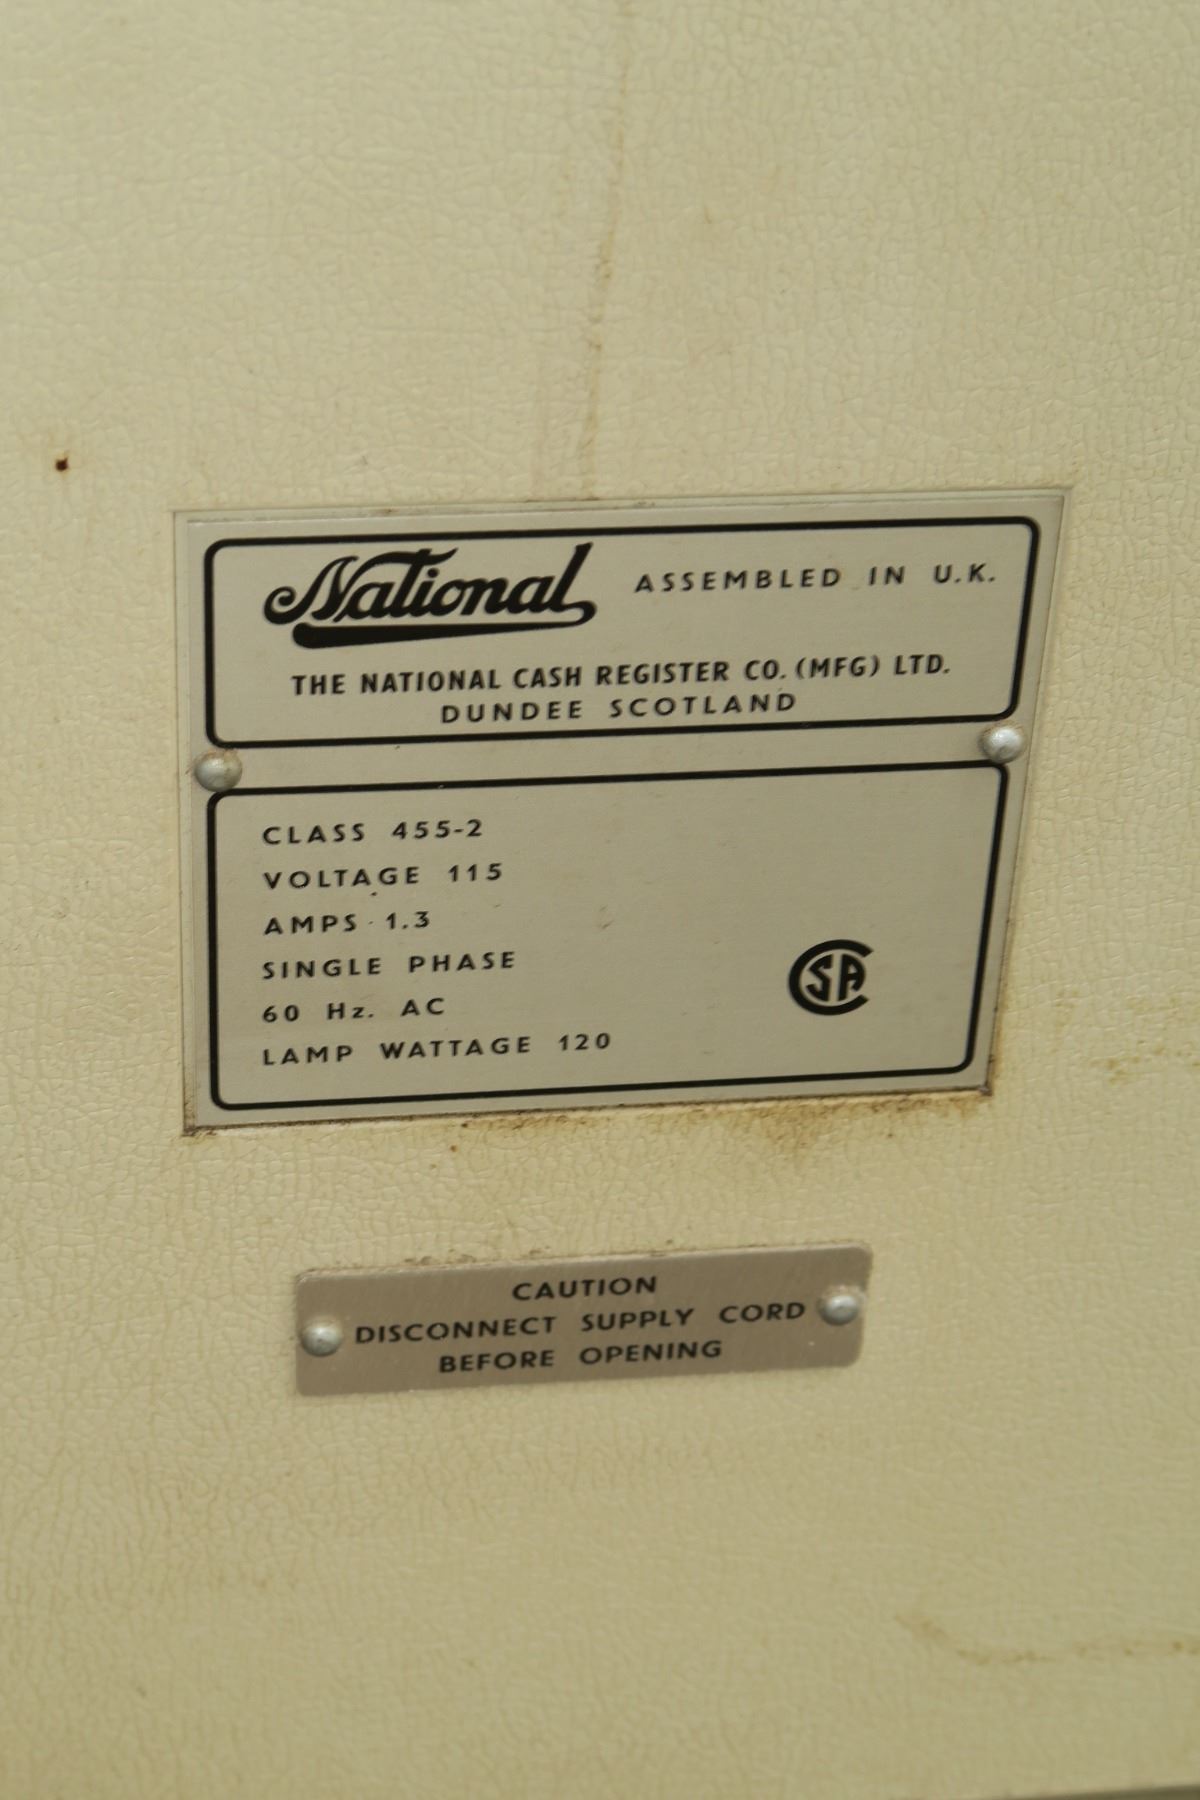 National ASSEMBLED IN U.K.
THE NATIONAL CASH REGISTER CO. (MFG) LTD.
DUNDEE SCOTLAND
CLASS 455-2
VOLTAGE 115
AMPS 1.3
SINGLE PHASE
60 Hz. AC
LAMP WATTAGE 120
CSA
CAUTION
DISCONNECT SUPPLY CORD
BEFORE OPENING